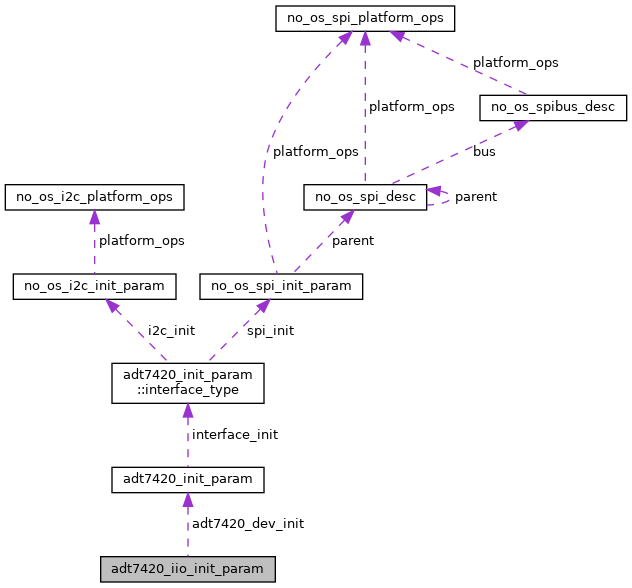 no_os_spi_platform_ops
platform_ops
no_os_spibus_desc
platform_ops
platform_ops
bus
no_os_i2c_platform_ops
no_os_spi_desc
parent
platform_ops
parent
no_os_i2c_init_param
no_os_spi_init_param
i2c_init
spi_init
adt7420_init_param
::interface_type
interface_init
adt7420_init_param
adt7420_dev_init
adt7420_iio_init_param